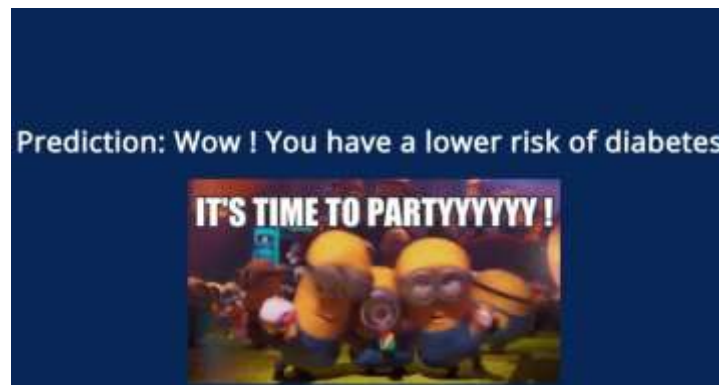 Prediction: Wow ! You have a lower risk of diabetes
IT'S TIME TO PARTYYYYYY !